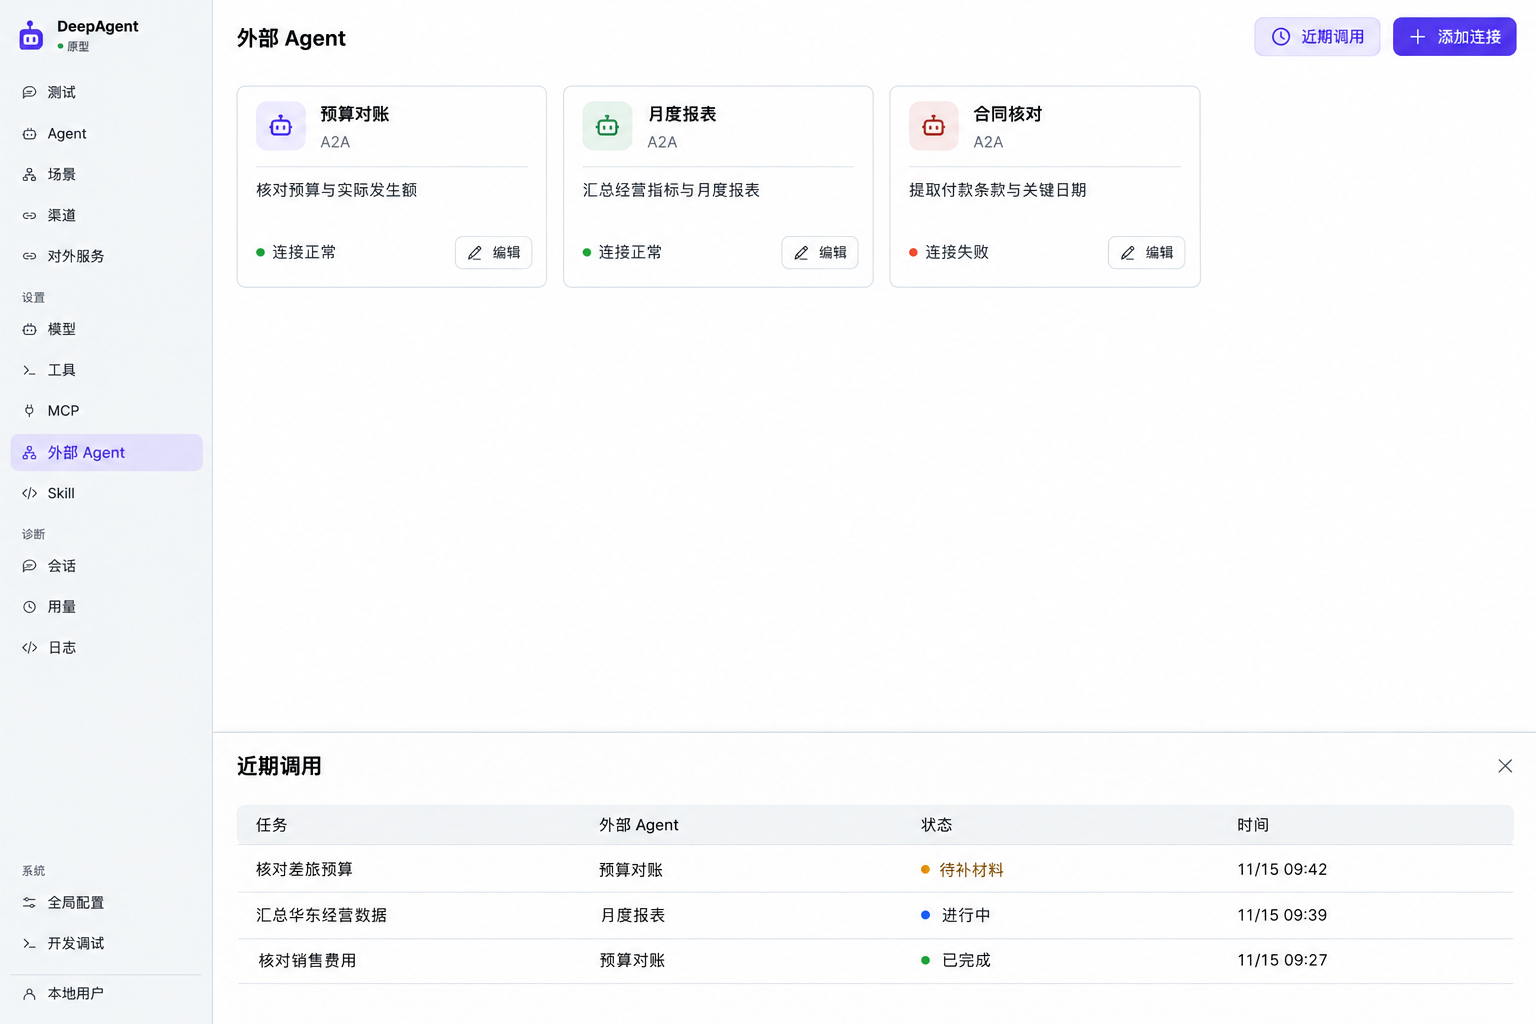 DeepAgent
原型
测试
Agent
场景
渠道
对外服务
设置
模型
工具
MCP
外部 Agent
Skill
诊断
会话
用量
日志
系统
全局配置
开发调试
本地用户
外部 Agent
近期调用
添加连接
预算对账
A2A
核对预算与实际发生额
连接正常
编辑
月度报表
A2A
汇总经营指标与月度报表
连接正常
编辑
合同核对
A2A
提取付款条款与关键日期
连接失败
编辑
近期调用
任务 外部 Agent 状态 时间
核对差旅预算 预算对账 待补材料 11/15 09:42
汇总华东经营数据 月度报表 进行中 11/15 09:39
核对销售费用 预算对账 已完成 11/15 09:27